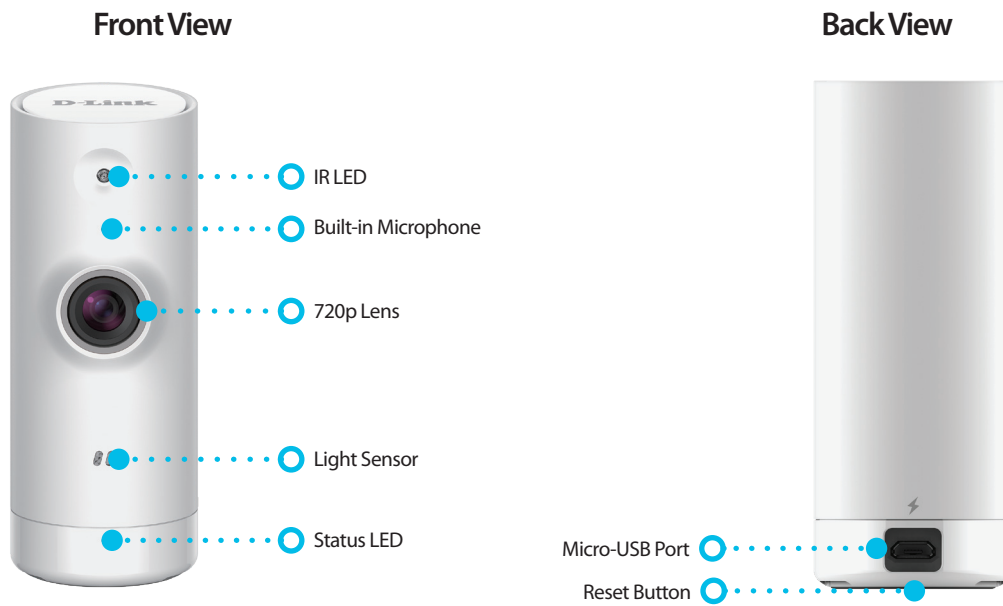 Front View
Back View
D-Link
IR LED
Built-in Microphone
720p Lens
Light Sensor
Status LED
Micro-USB Port
Reset Button